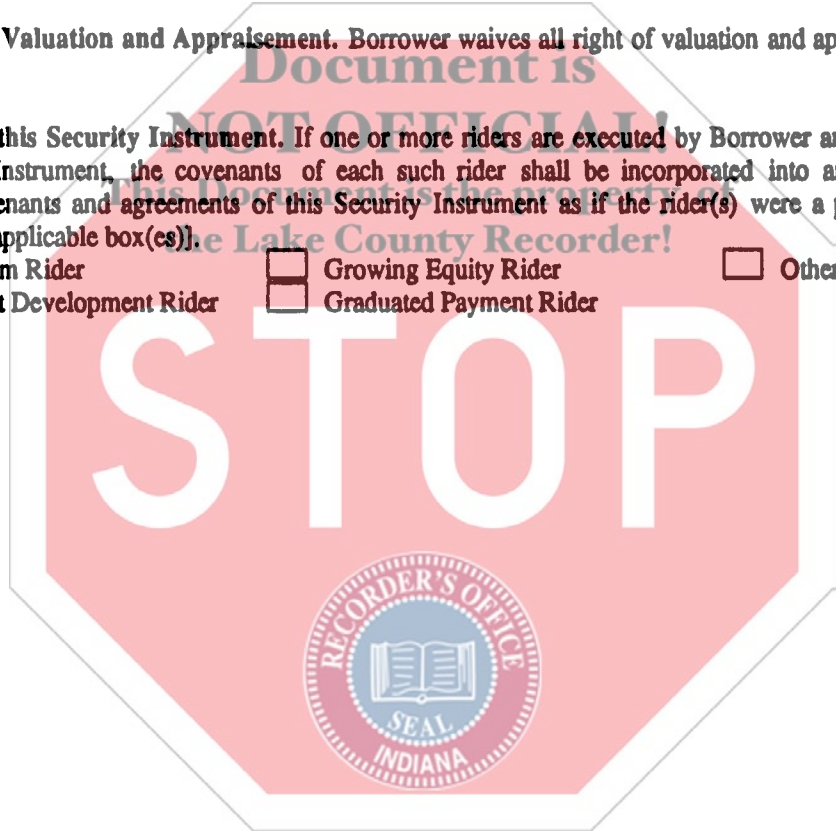 Valuation and Appraisement. Borrower waives all right of valuation and ap
Document is
NOT OFFICIAL!
this Security Instrument. If one or more riders are executed by Borrower a
Instrument, the covenants of each such rider shall be incorporated into a
This Document is the property of
enants and agreements of this Security Instrument as if the rider(s) were a p
the Lake County Recorder!
applicable box(es)].
m Rider Growing Equity Rider Other
t Development Rider Graduated Payment Rider
STOP
RECORDER'S OFFICE
SEAL
INDIANA